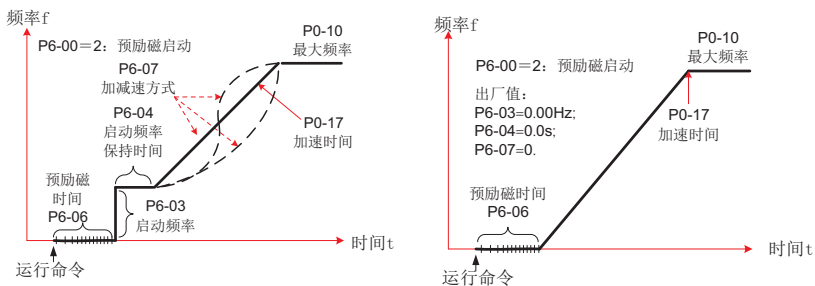 频率f
P6-00＝2：预励磁启动
P0-10
最大频率
P6-07
加减速方式
P6-04
启动频率
保持时间
P0-17
加速时间
预励磁
时间
P6-06
P6-03
启动频率
时间t
运行命令
频率f
P0-10
最大频率
P6-00＝2：预励磁启动
出厂值：
P6-03=0.00Hz;
P6-04=0.0s;
P6-07=0.
P0-17
加速时间
预励磁时间
P6-06
时间t
运行命令